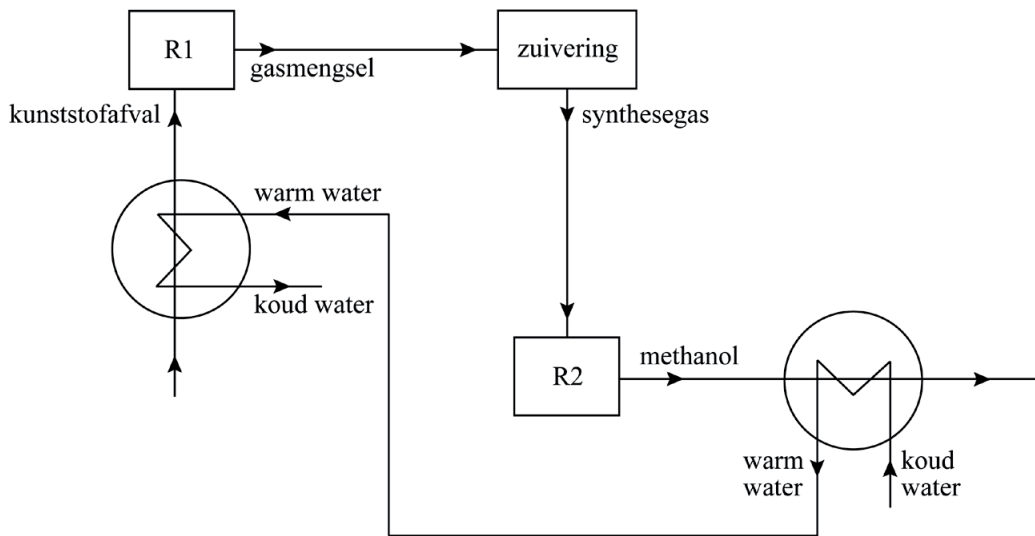 R1
zuivering
gasmengsel
kunststofafval
synthesegas
warm water
koud water
R2
methanol
warm
water
koud
water